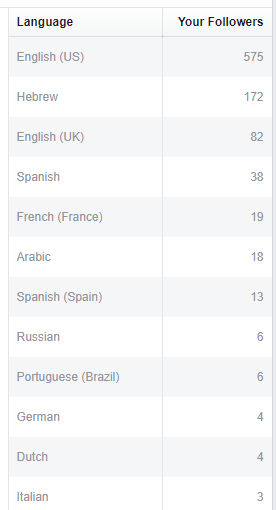 Language Your Followers
English (US) 575
Hebrew 172
English (UK) 82
Spanish 38
French (France) 19
Arabic 18
Spanish (Spain) 13
Russian 6
Portuguese (Brazil) 6
German 4
Dutch 4
Italian 3